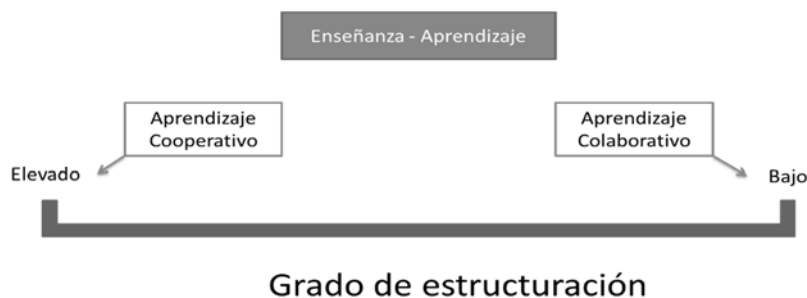 Enseñanza - Aprendizaje
Aprendizaje
Cooperativo
Aprendizaje
Colaborativo
Elevado
Bajo
Grado de estructuración